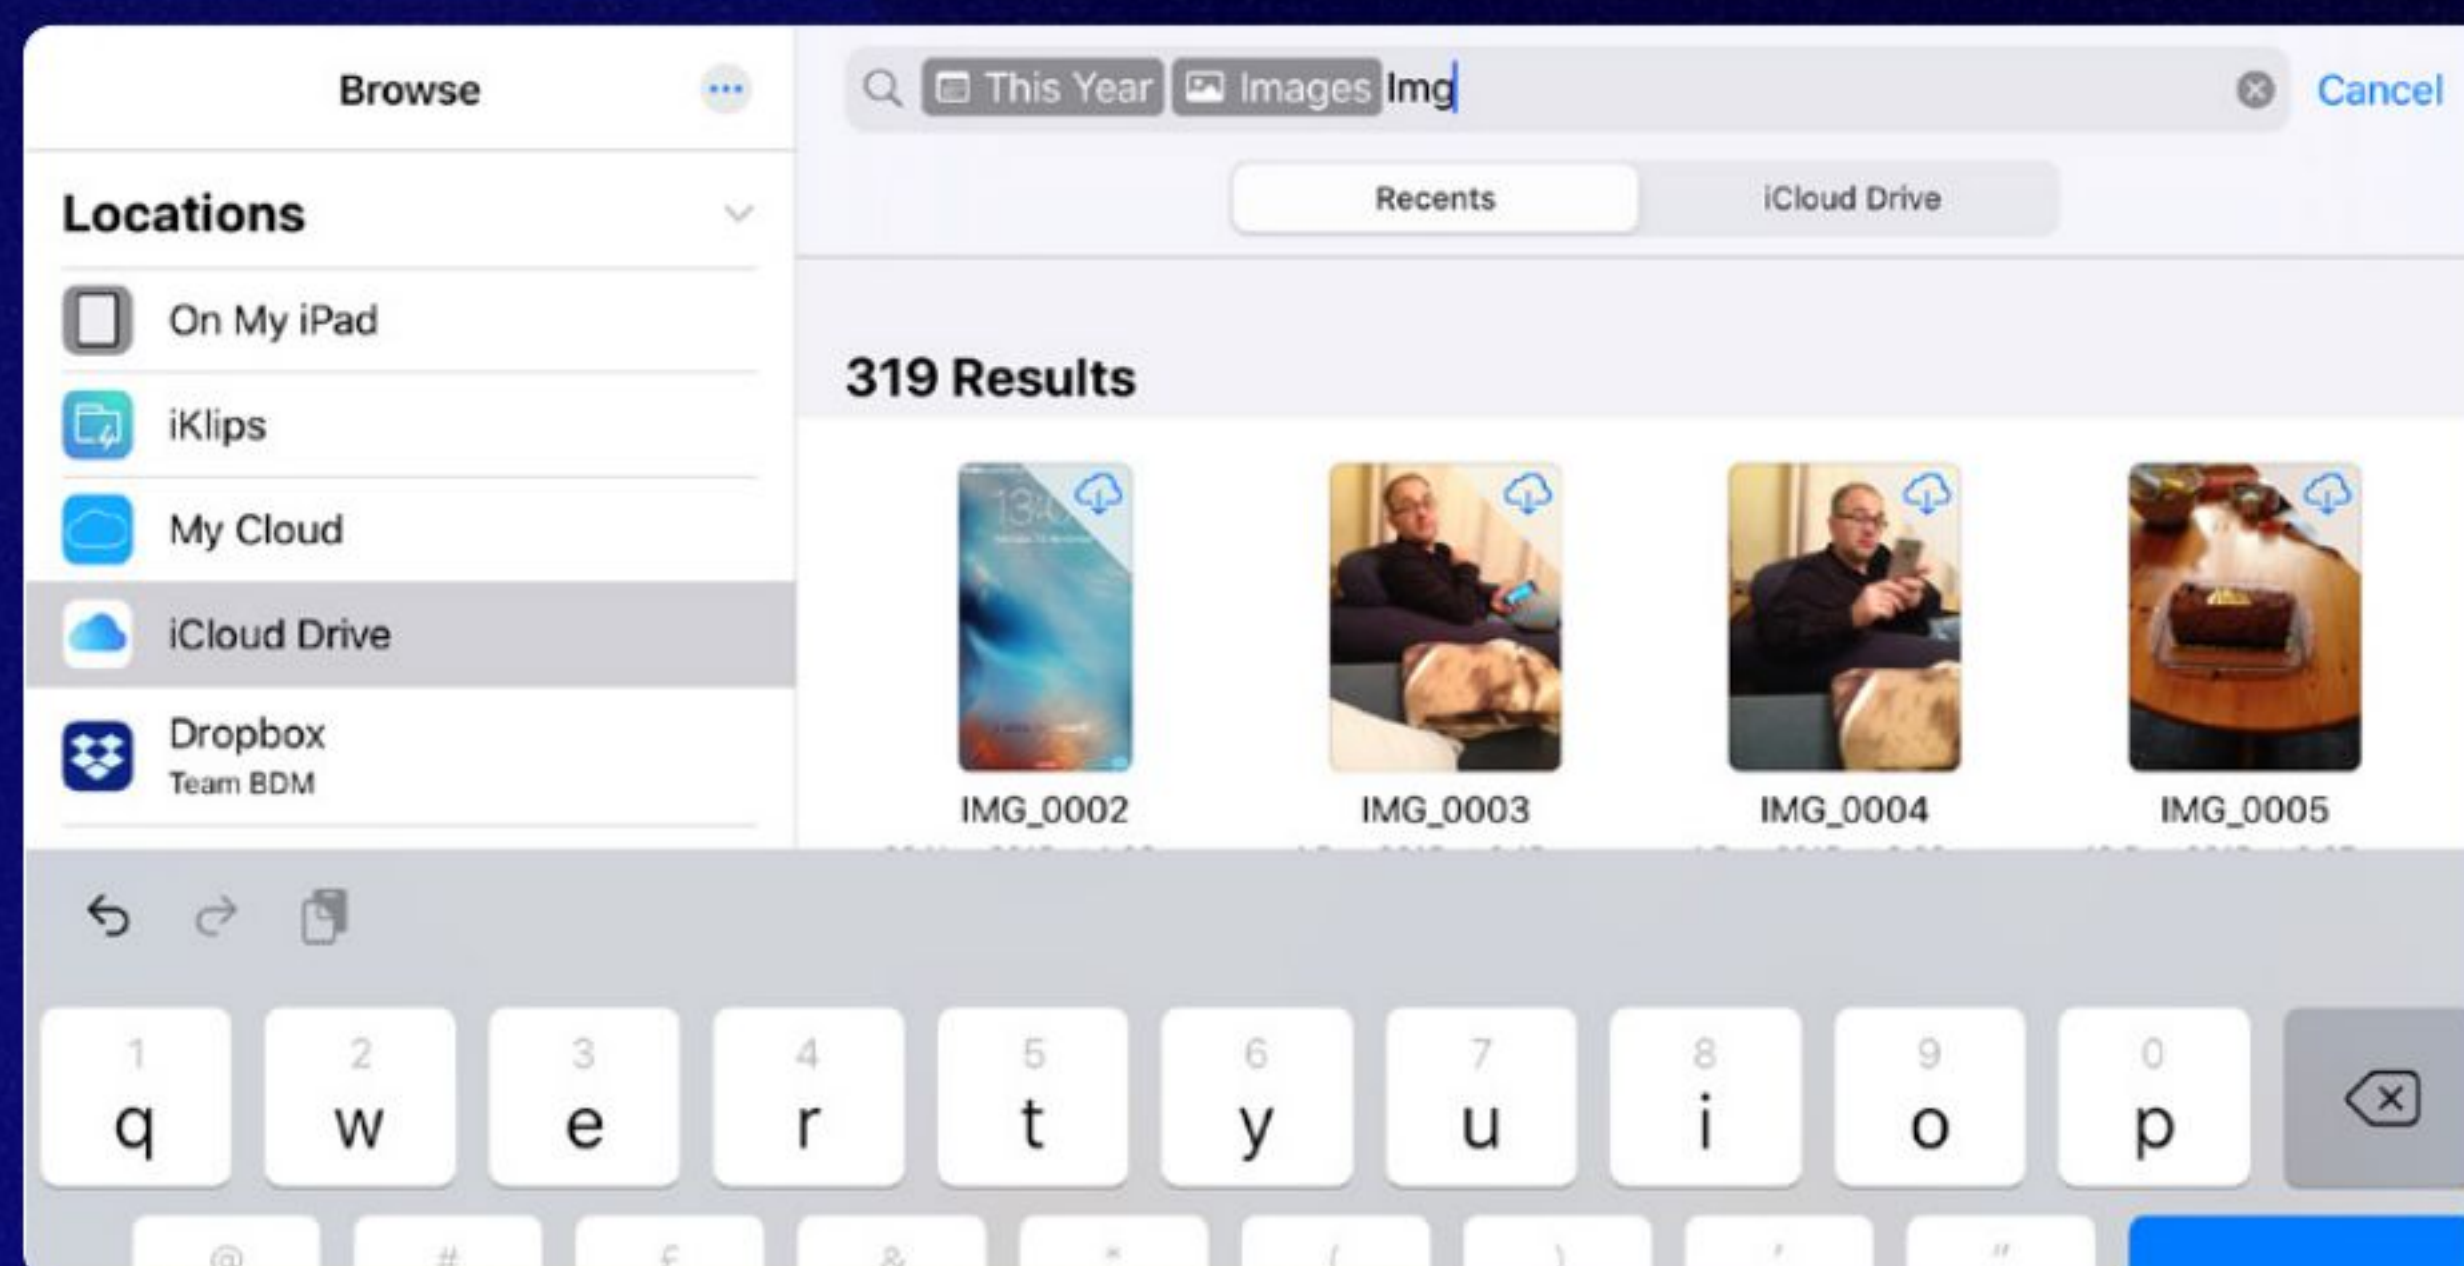 Browse
This Year Images Img
Cancel
Locations
Recents
iCloud Drive
On My iPad
319 Results
iKlips
My Cloud
iCloud Drive
Dropbox
Team BDM
IMG_0002
IMG_0003
IMG_0004
IMG_0005
1 2 3 4 5 6 7 8 9 0
q w e r t y u i o p
@ # £ & * ( ) ' "